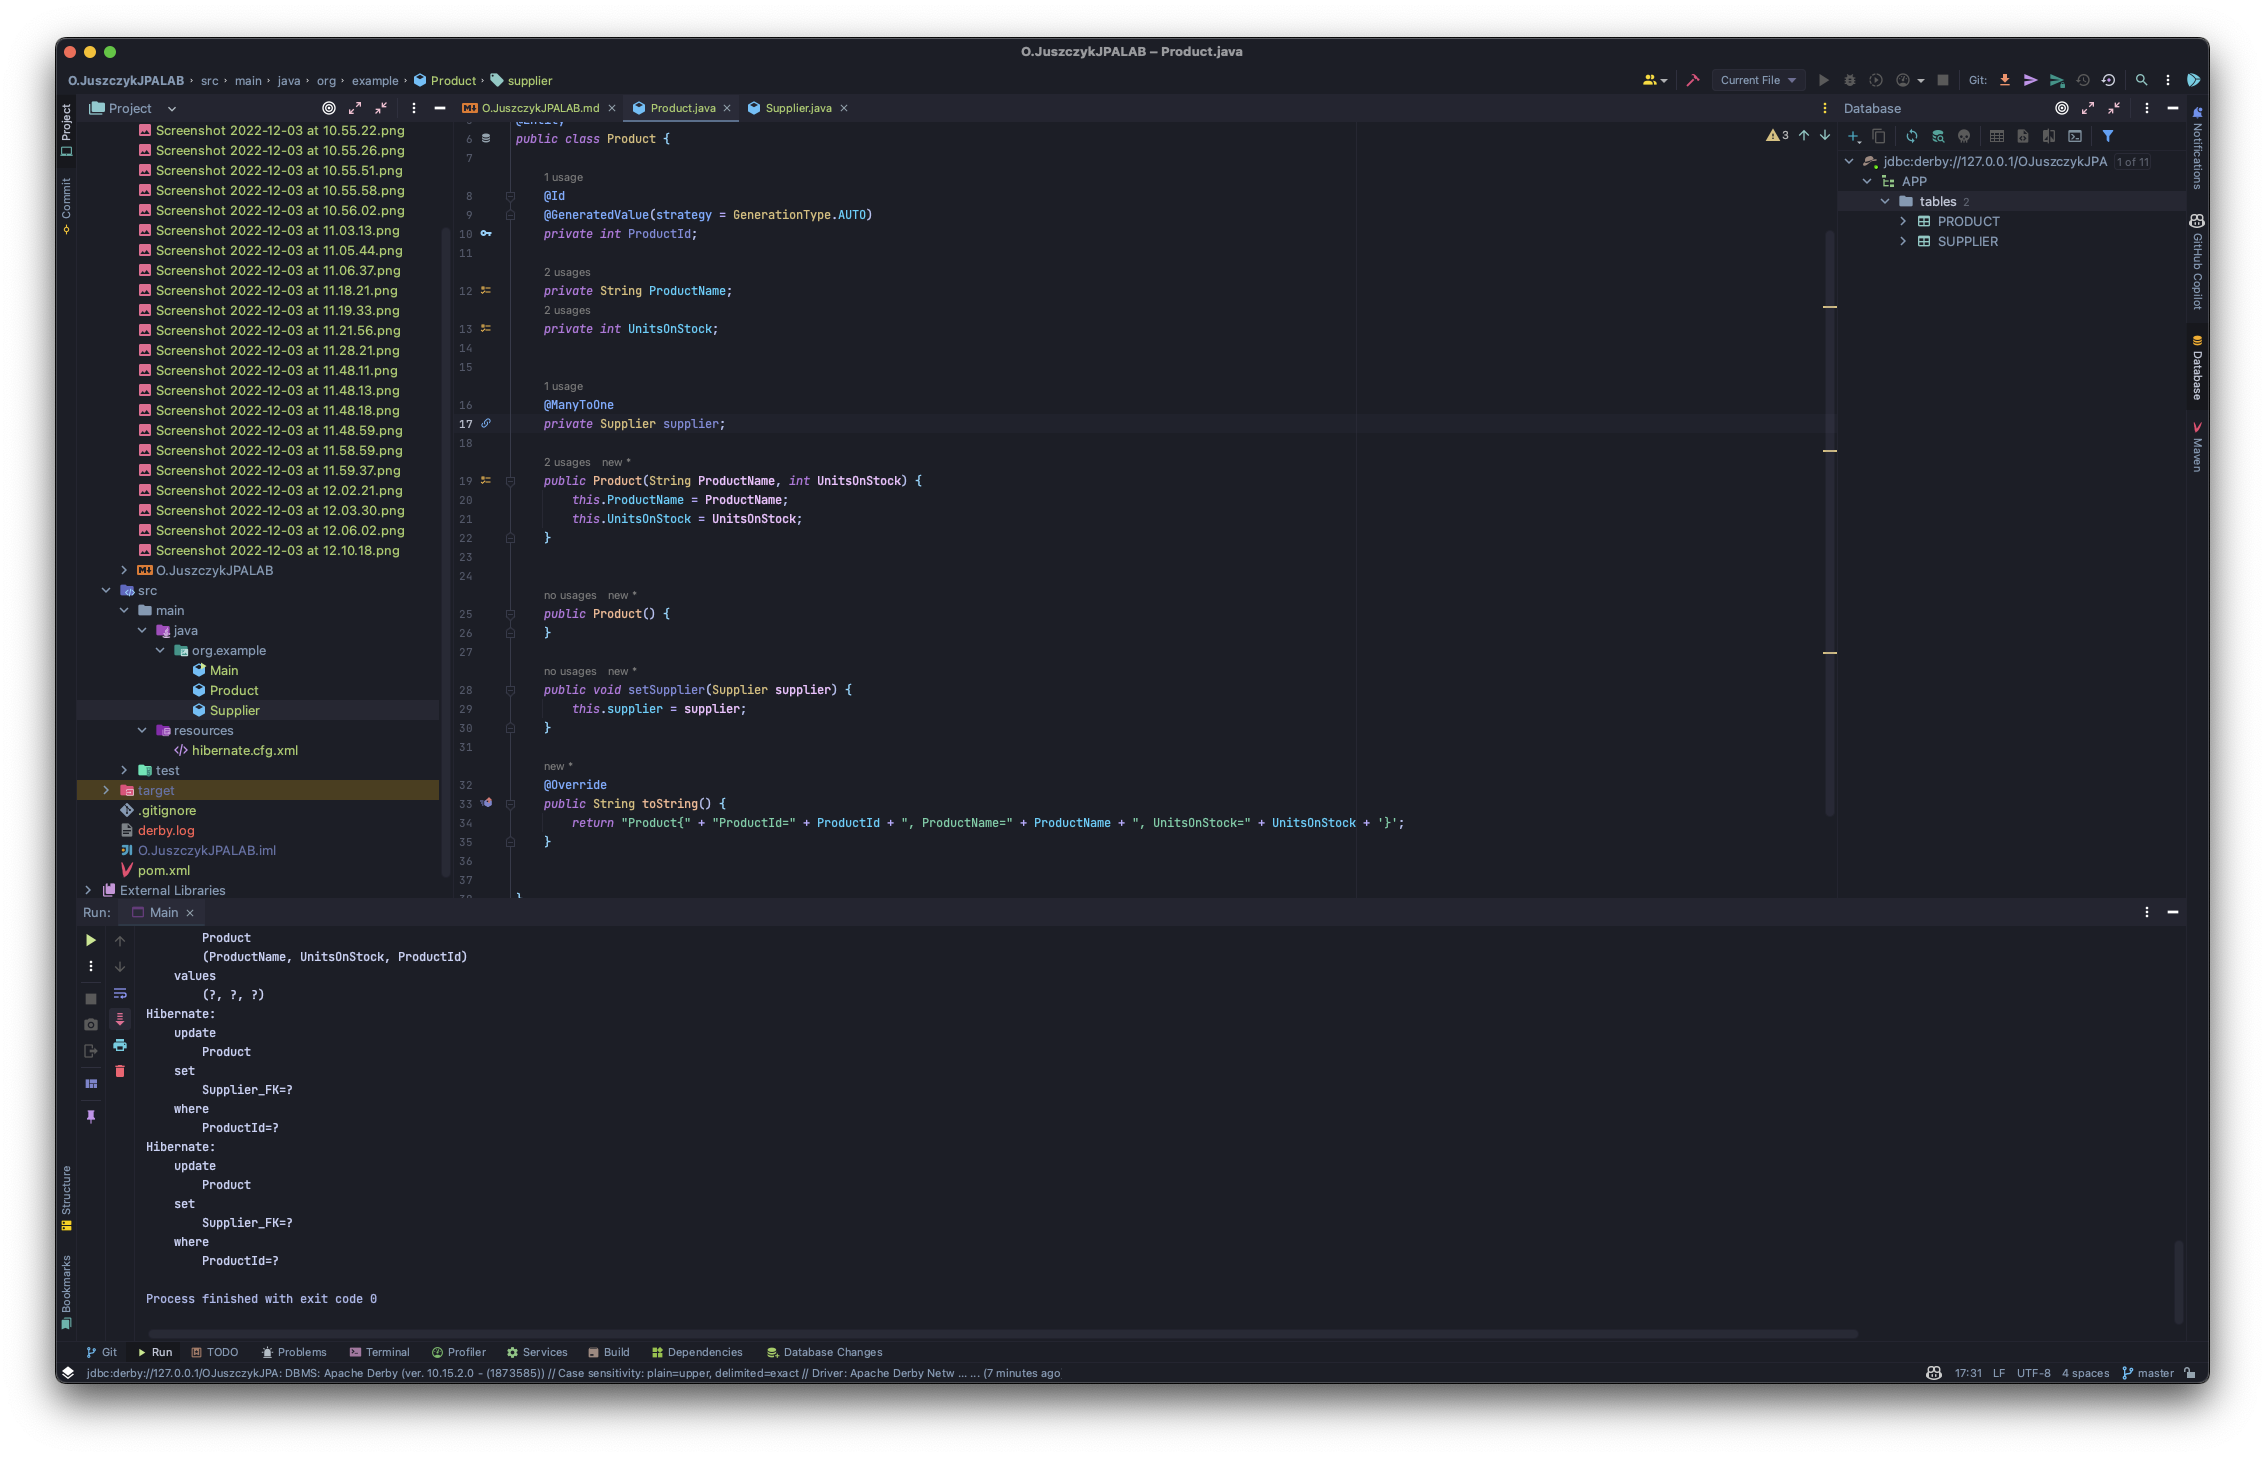 O.JuszczykJPALAB – Product.java
O.JuszczykJPALAB › src › main › java › org › example › Product › supplier
Current File
Git:
Project
O.JuszczykJPALAB.md
Product.java
Supplier.java
Database
Project
Commit
Structure
Bookmarks
Screenshot 2022-12-03 at 10.55.22.png
Screenshot 2022-12-03 at 10.55.26.png
Screenshot 2022-12-03 at 10.55.51.png
Screenshot 2022-12-03 at 10.55.58.png
Screenshot 2022-12-03 at 10.56.02.png
Screenshot 2022-12-03 at 11.03.13.png
Screenshot 2022-12-03 at 11.05.44.png
Screenshot 2022-12-03 at 11.06.37.png
Screenshot 2022-12-03 at 11.18.21.png
Screenshot 2022-12-03 at 11.19.33.png
Screenshot 2022-12-03 at 11.21.56.png
Screenshot 2022-12-03 at 11.28.21.png
Screenshot 2022-12-03 at 11.48.11.png
Screenshot 2022-12-03 at 11.48.13.png
Screenshot 2022-12-03 at 11.48.18.png
Screenshot 2022-12-03 at 11.48.59.png
Screenshot 2022-12-03 at 11.58.59.png
Screenshot 2022-12-03 at 11.59.37.png
Screenshot 2022-12-03 at 12.02.21.png
Screenshot 2022-12-03 at 12.03.30.png
Screenshot 2022-12-03 at 12.06.02.png
Screenshot 2022-12-03 at 12.10.18.png
O.JuszczykJPALAB
src
main
java
org.example
Main
Product
Supplier
resources
hibernate.cfg.xml
test
target
.gitignore
derby.log
O.JuszczykJPALAB.iml
pom.xml
External Libraries
@Entity
6 public class Product {
7
1 usage
8 @Id
9 @GeneratedValue(strategy = GenerationType.AUTO)
10 private int ProductId;
11
2 usages
12 private String ProductName;
2 usages
13 private int UnitsOnStock;
14
15
1 usage
16 @ManyToOne
17 private Supplier supplier;
18
2 usages new *
19 public Product(String ProductName, int UnitsOnStock) {
20 this.ProductName = ProductName;
21 this.UnitsOnStock = UnitsOnStock;
22 }
23
24
no usages new *
25 public Product() {
26 }
27
no usages new *
28 public void setSupplier(Supplier supplier) {
29 this.supplier = supplier;
30 }
31
new *
32 @Override
33 public String toString() {
34 return "Product{" + "ProductId=" + ProductId + ", ProductName=" + ProductName + ", UnitsOnStock=" + UnitsOnStock + '}';
35 }
36
37
38 }
3
jdbc:derby://127.0.0.1/OJuszczykJPA 1 of 11
APP
tables 2
PRODUCT
SUPPLIER
Notifications
GitHub Copilot
Database
Maven
Run:
Main
Product
(ProductName, UnitsOnStock, ProductId)
values
(?, ?, ?)
Hibernate:
update
Product
set
Supplier_FK=?
where
ProductId=?
Hibernate:
update
Product
set
Supplier_FK=?
where
ProductId=?
Process finished with exit code 0
Git
Run
TODO
Problems
Terminal
Profiler
Services
Build
Dependencies
Database Changes
jdbc:derby://127.0.0.1/OJuszczykJPA: DBMS: Apache Derby (ver. 10.15.2.0 - (1873585)) // Case sensitivity: plain=upper, delimited=exact // Driver: Apache Derby Netw ... ... (7 minutes ago
17:31 LF UTF-8 4 spaces master